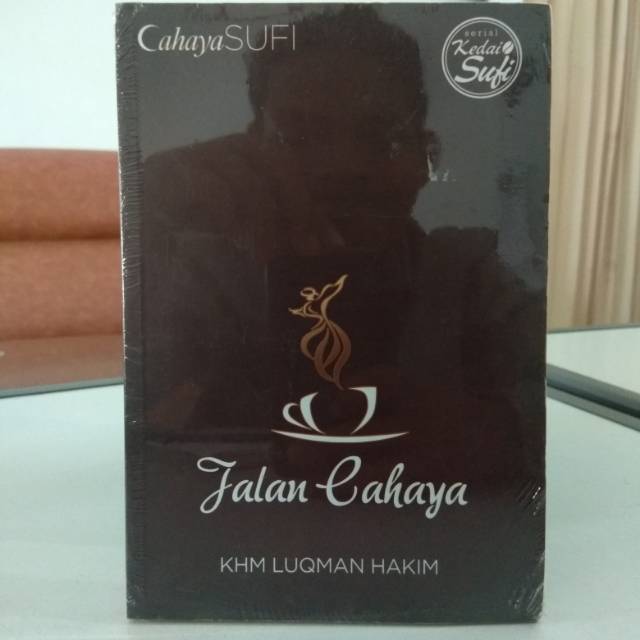 CahayaSUFI
serial
Kedai
Sufi
Jalan Cahaya
KHM LUQMAN HAKIM